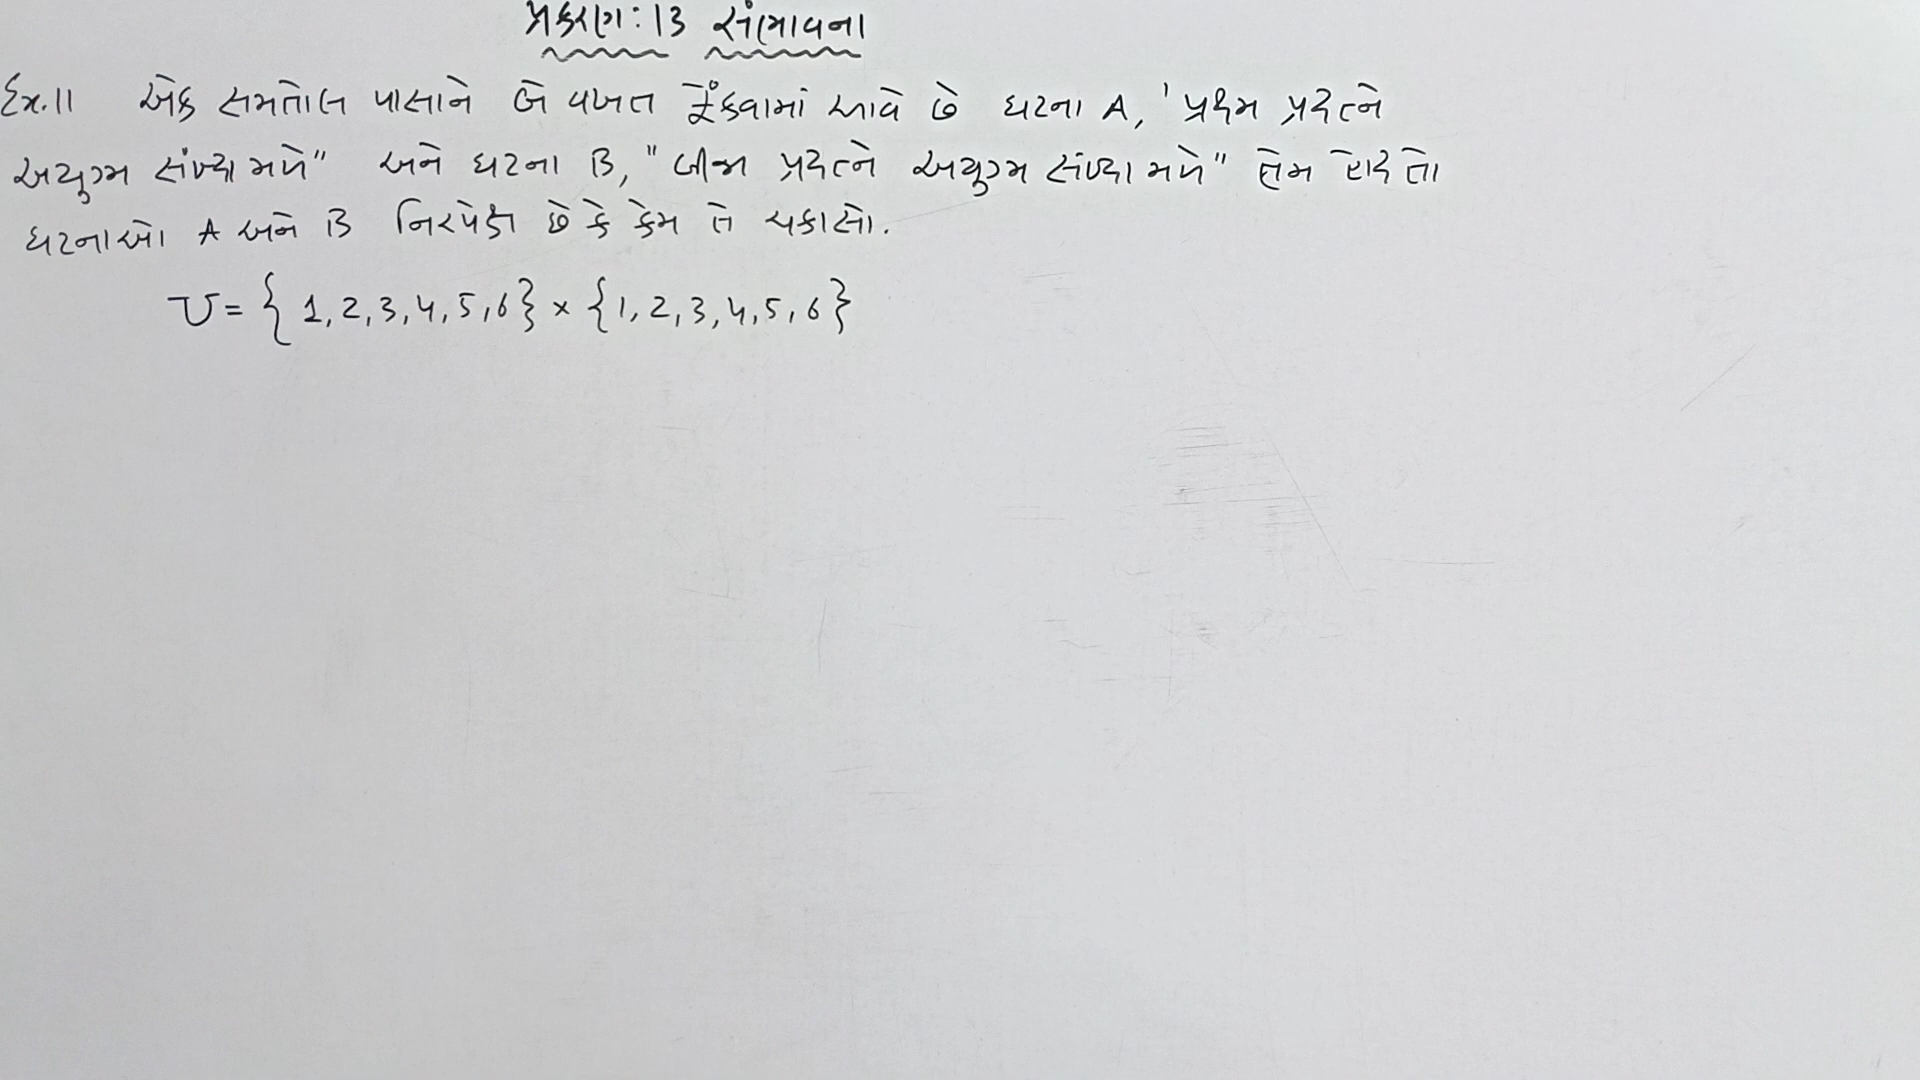 પ્રકરણ : 13 સંભાવના
Ex.11 એક સમતોલ પાસાને બે વખત ફેંકવામાં આવે છે ઘટના A, 'પ્રથમ પ્રયત્ને
અયુગ્મ સંખ્યા મળે" અને ઘટના B, "બીજા પ્રયત્ને અયુગ્મ સંખ્યા મળે" તેમ હોય તો
ઘટનાઓ A અને B નિરપેક્ષ છે કે કેમ તે ચકાસો.
U = { 1, 2, 3, 4, 5, 6 } × { 1, 2, 3, 4, 5, 6 }